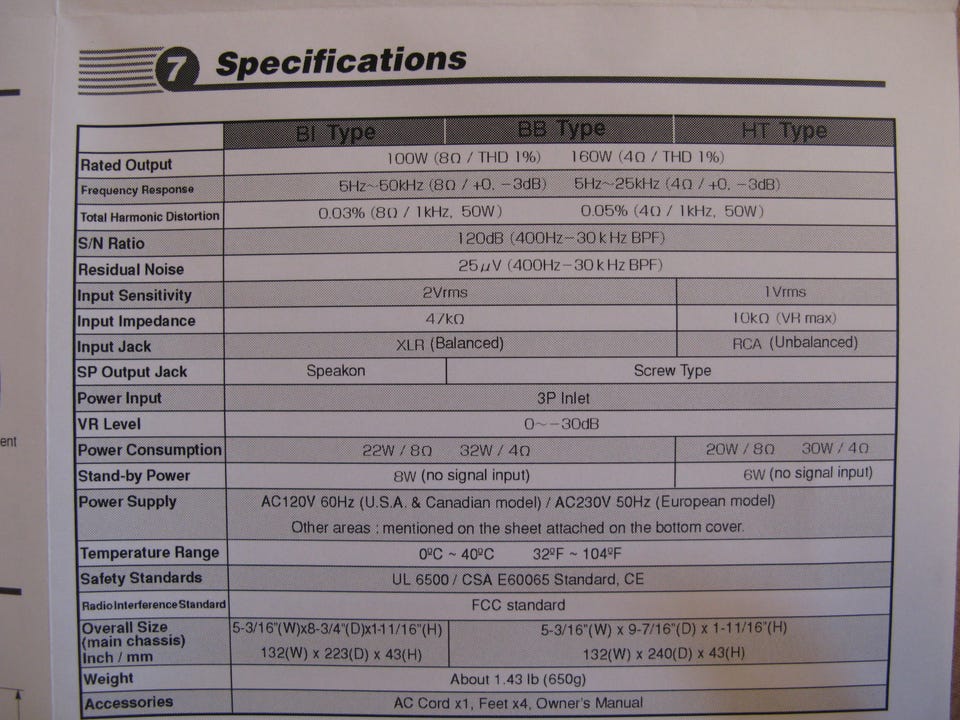 7 Specifications
BI Type BB Type HT Type
Rated Output 100W (8Ω / THD 1%) 160W (4Ω / THD 1%)
Frequency Response 5Hz~50kHz (8Ω / +0, −3dB) 5Hz~25kHz (4Ω / +0, −3dB)
Total Harmonic Distortion 0.03% (8Ω / 1kHz, 50W) 0.05% (4Ω / 1kHz, 50W)
S/N Ratio 120dB (400Hz−30kHz BPF)
Residual Noise 25μV (400Hz−30kHz BPF)
Input Sensitivity 2Vrms 1Vrms
Input Impedance 47kΩ 10kΩ (VR max)
Input Jack XLR (Balanced) RCA (Unbalanced)
SP Output Jack Speakon Screw Type
Power Input 3P Inlet
VR Level 0~−30dB
ent
Power Consumption 22W / 8Ω 32W / 4Ω 20W / 8Ω 30W / 4Ω
Stand-by Power 8W (no signal input) 6W (no signal input)
Power Supply AC120V 60Hz (U.S.A. & Canadian model) / AC230V 50Hz (European model)
Other areas : mentioned on the sheet attached on the bottom cover.
Temperature Range 0ºC ~ 40ºC 32ºF ~ 104ºF
Safety Standards UL 6500 / CSA E60065 Standard, CE
Radio Interference Standard FCC standard
Overall Size 5-3/16"(W)x8-3/4"(D)x1-11/16"(H) 5-3/16"(W) x 9-7/16"(D) x 1-11/16"(H)
(main chassis)
Inch / mm 132(W) x 223(D) x 43(H) 132(W) x 240(D) x 43(H)
Weight About 1.43 lb (650g)
Accessories AC Cord x1, Feet x4, Owner's Manual